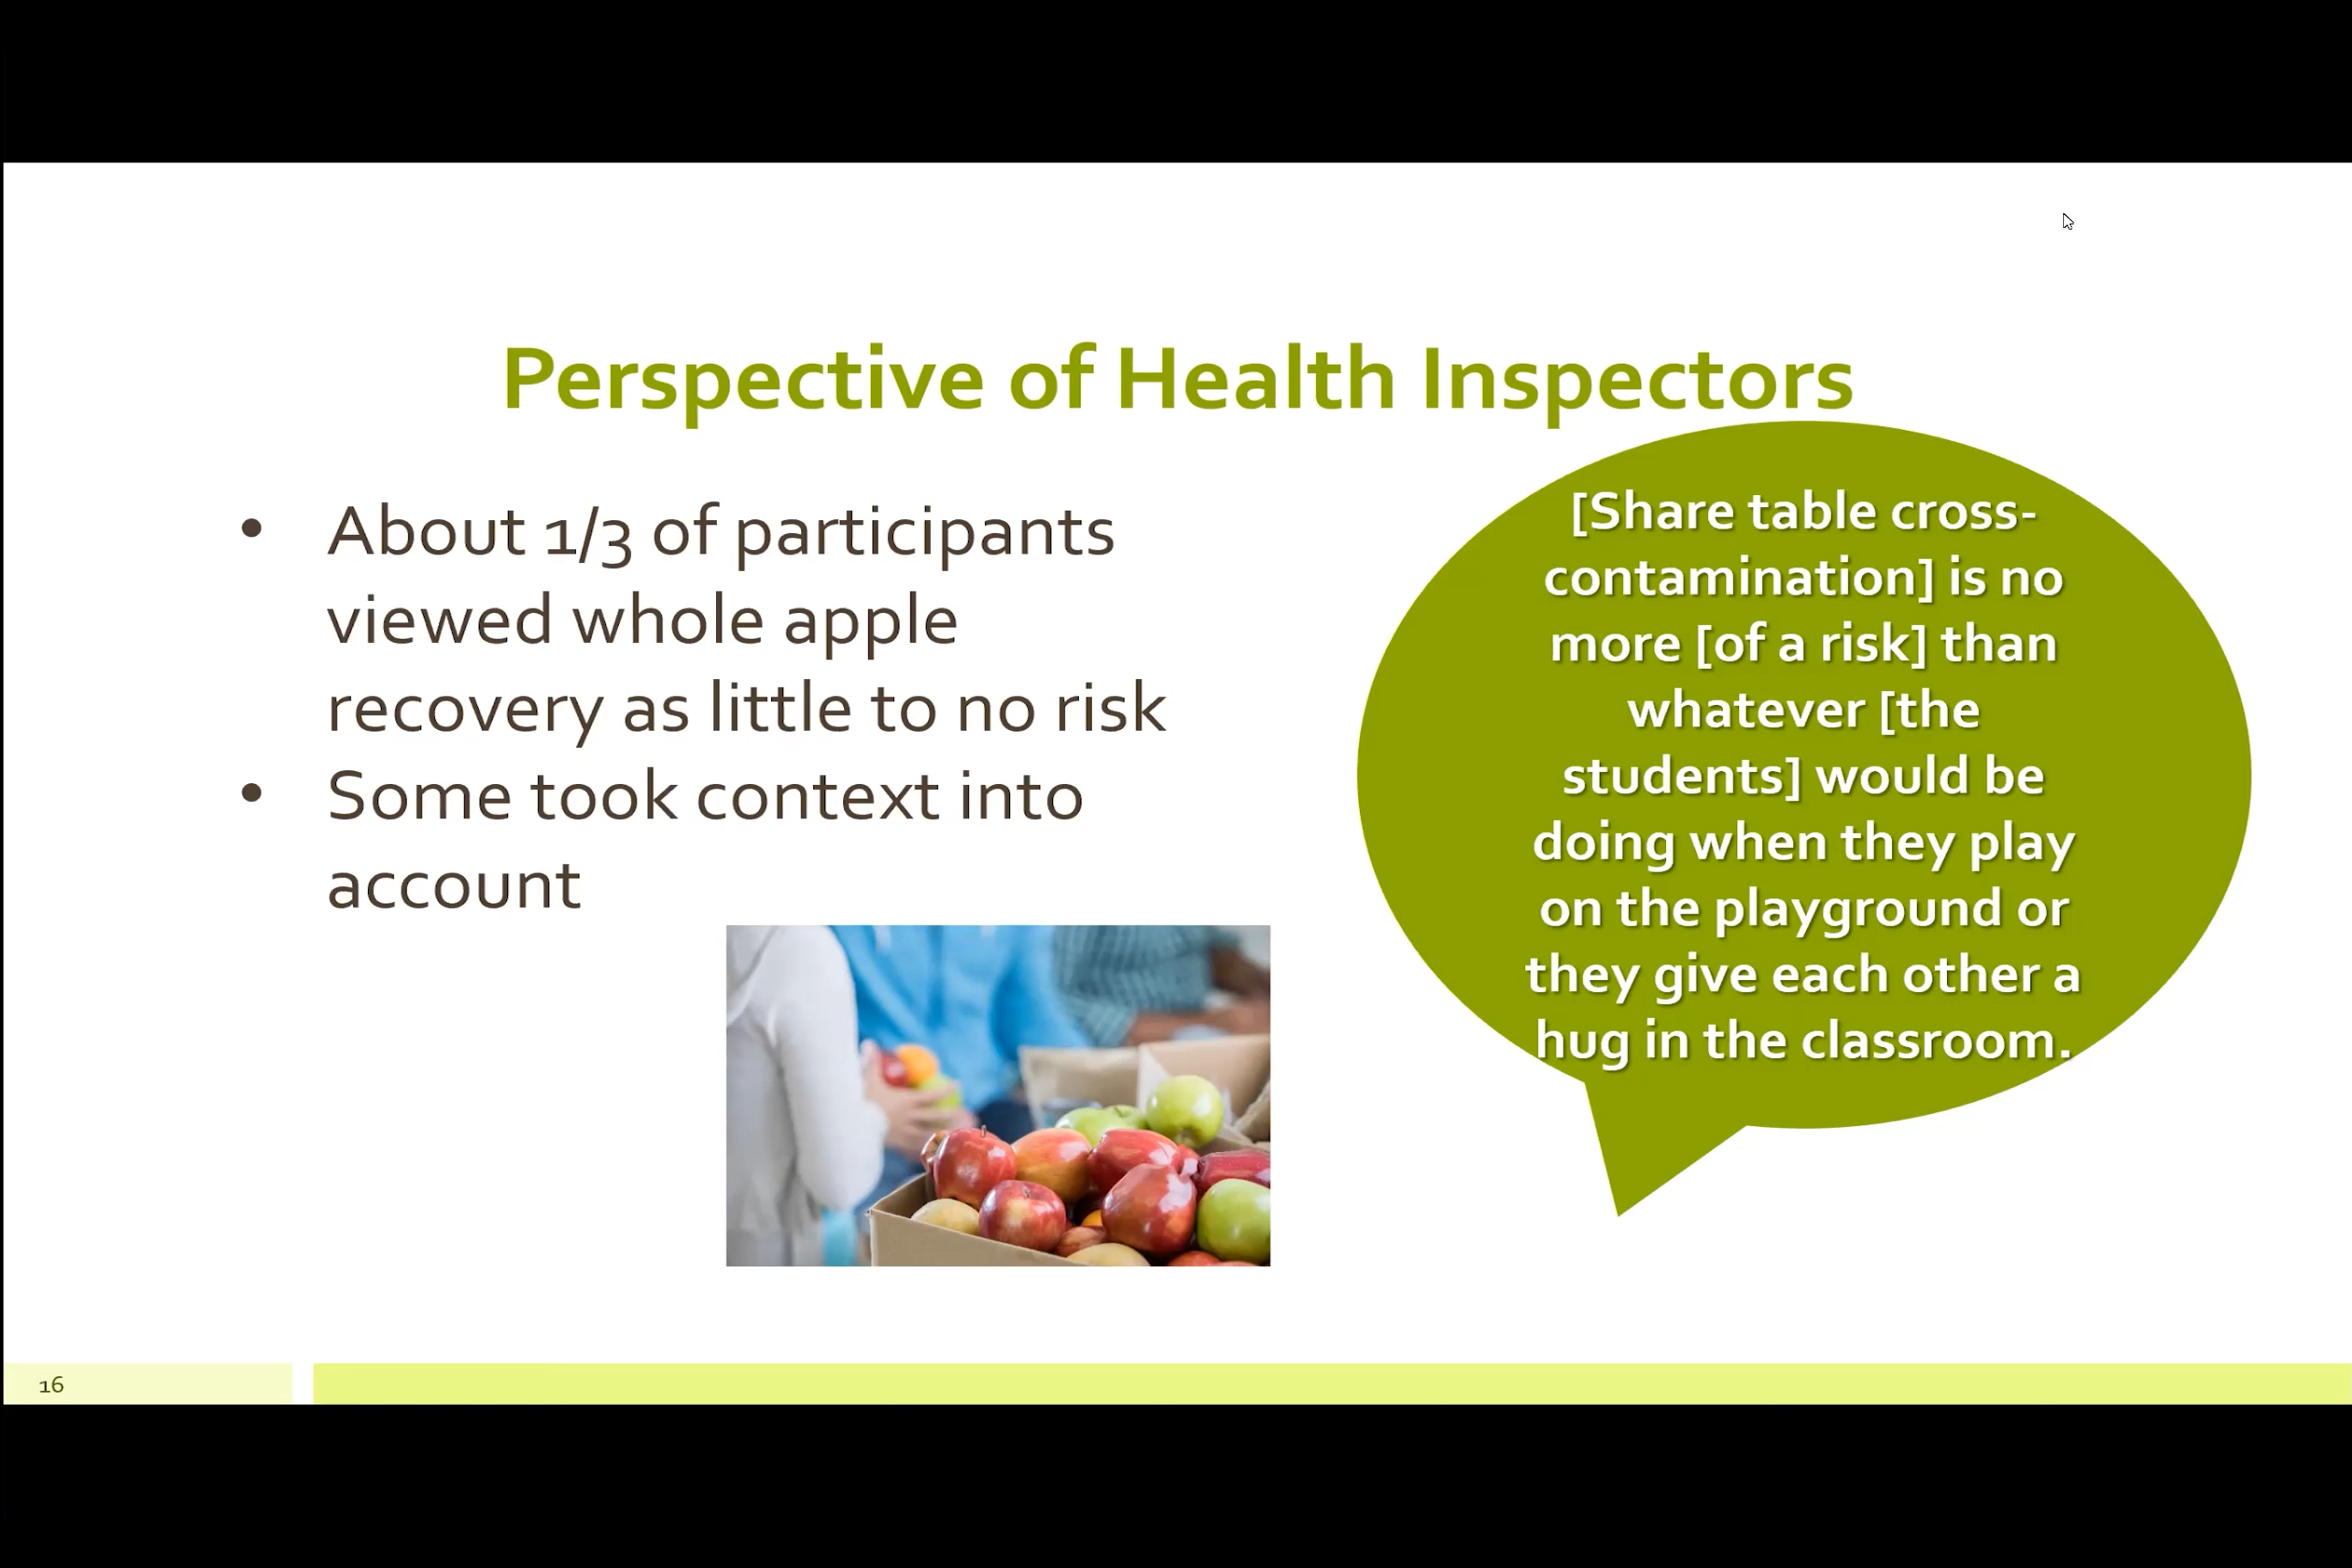 Perspective of Health Inspectors
• About 1/3 of participants
viewed whole apple
recovery as little to no risk
• Some took context into
account
[Share table cross-
contamination] is no
more [of a risk] than
whatever [the
students] would be
doing when they play
on the playground or
they give each other a
hug in the classroom.
16